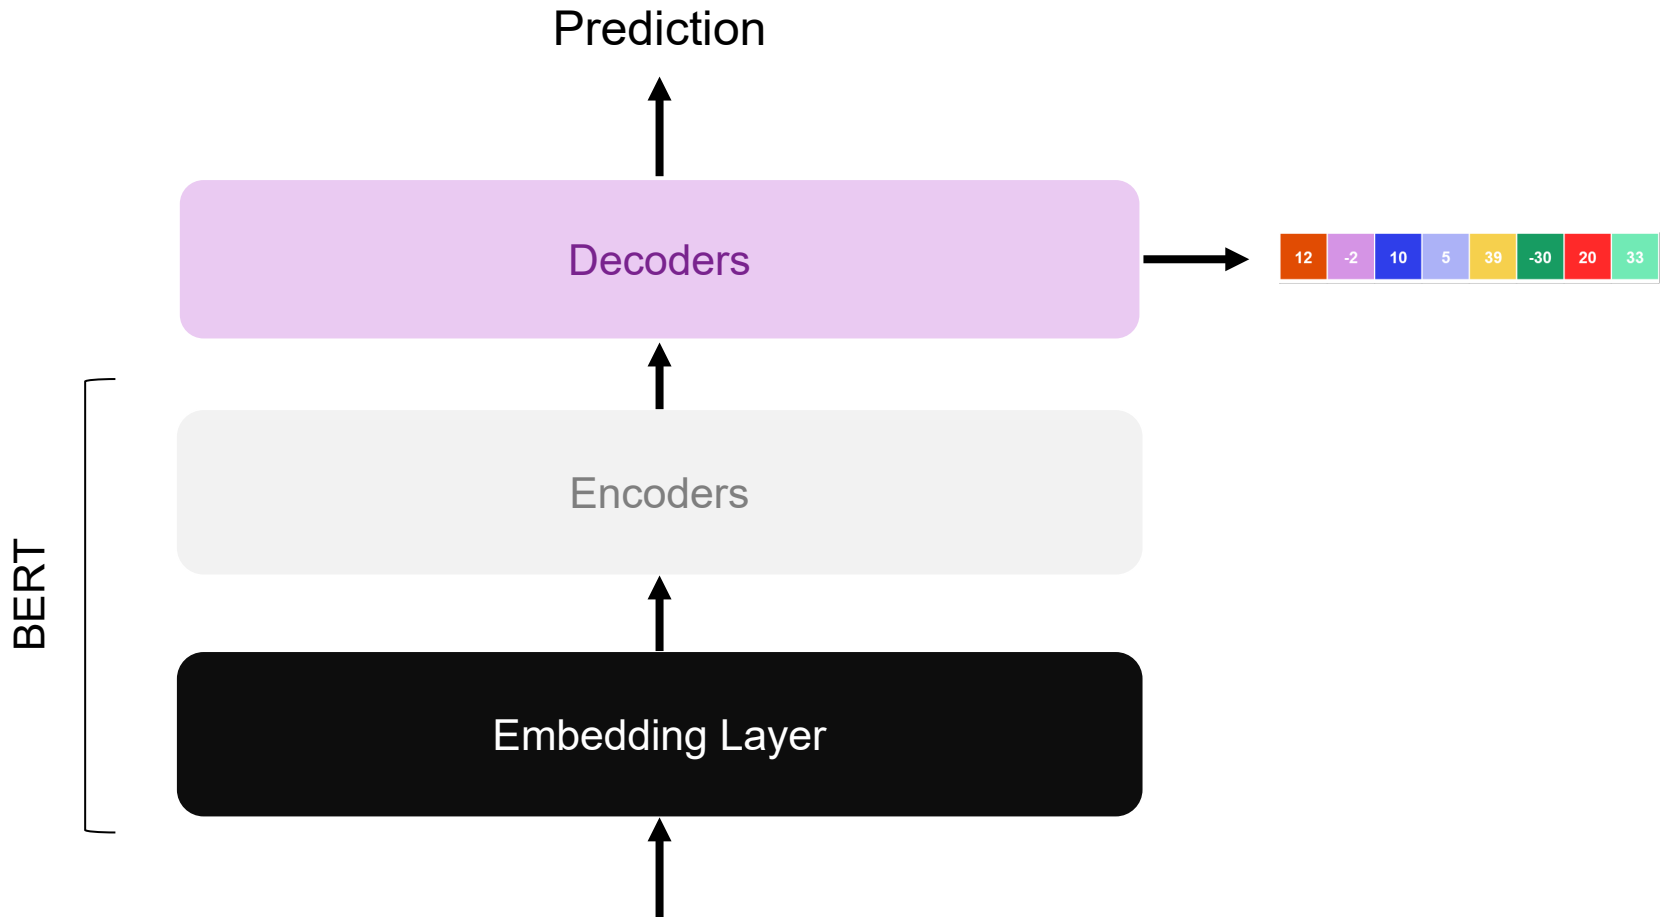 Prediction
Decoders
12 -2 10 5 39 -30 20 33
Encoders
BERT
Embedding Layer